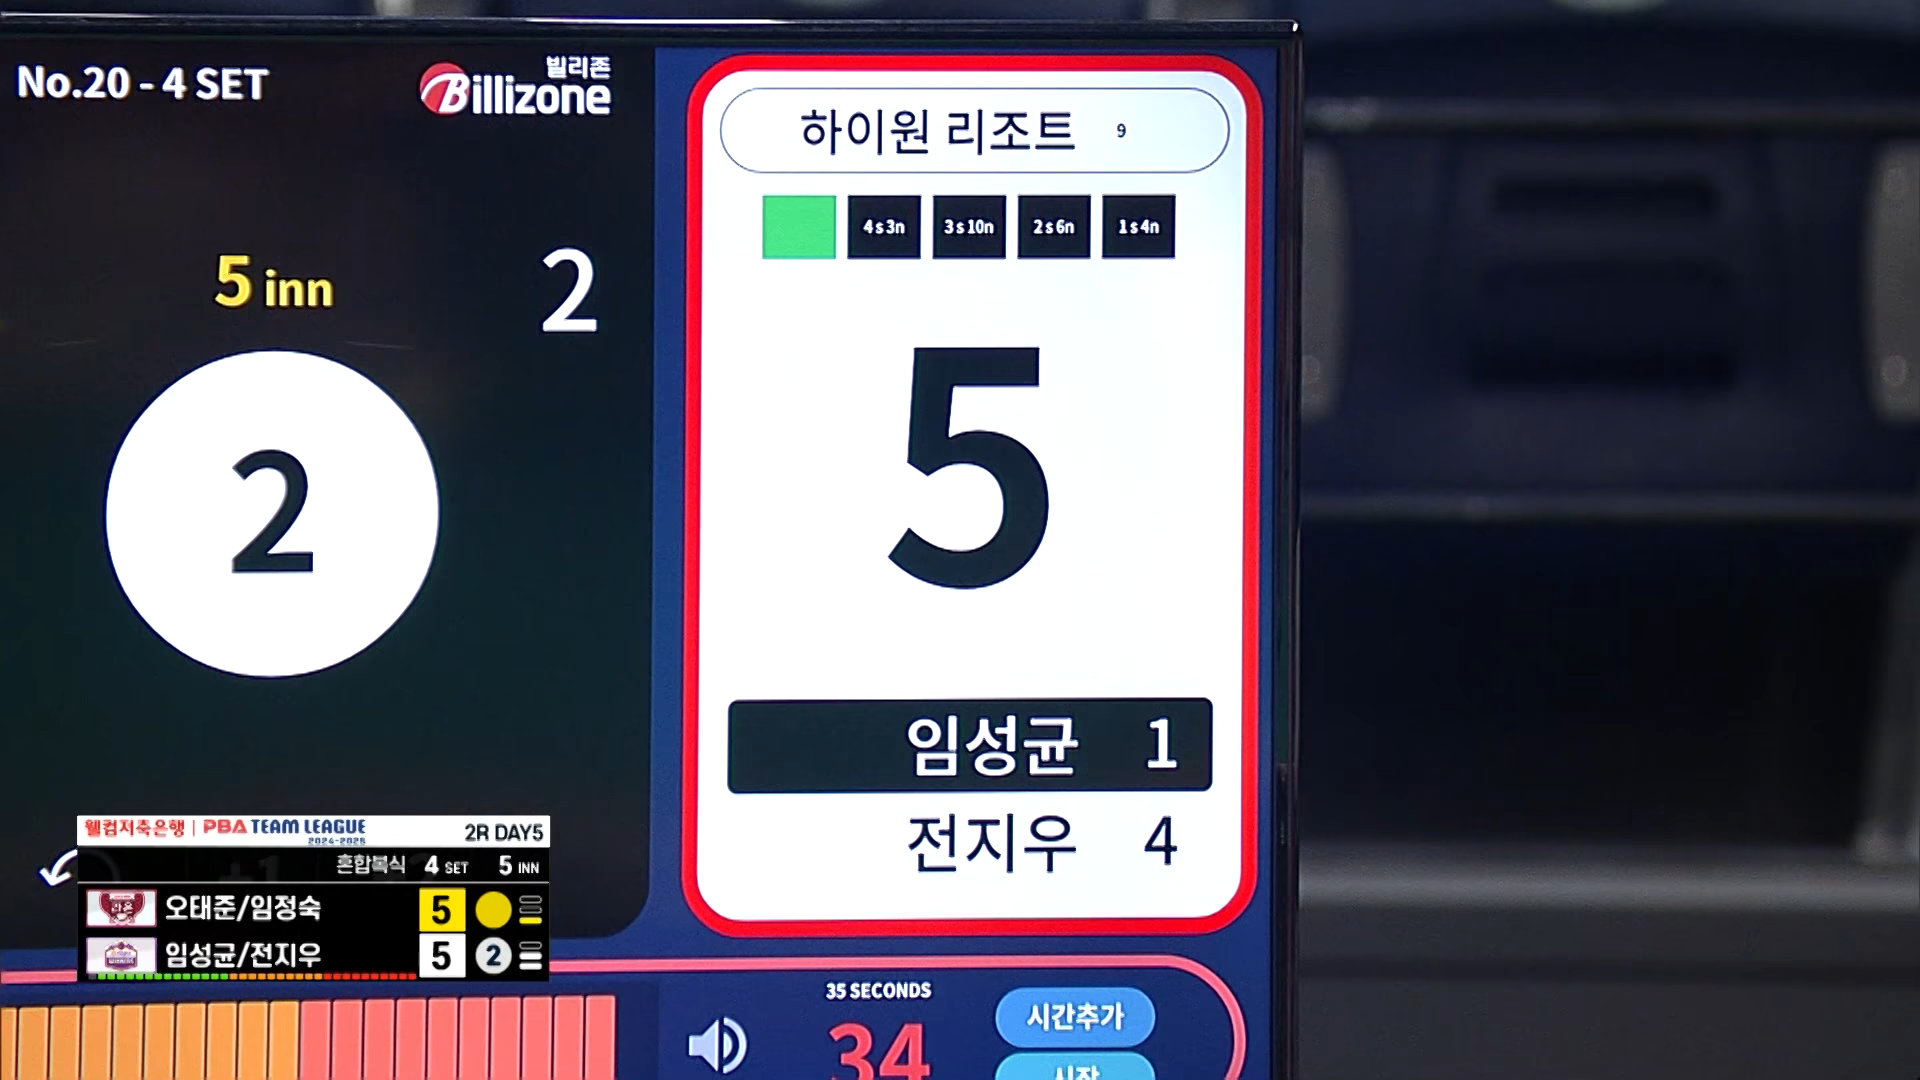 No.20 - 4 SET
빌리존
Billizone
5 inn
2
2
하이원 리조트 9
4s3n 3s10n 2s6n 1s4n
5
임성균 1
전지우 4
웰컴저축은행 | PBA TEAM LEAGUE
2024-2025
2R DAY5
혼합복식 4 SET 5 INN
오태준/임정숙 5
임성균/전지우 5 2
35 SECONDS
34
시간추가
시작